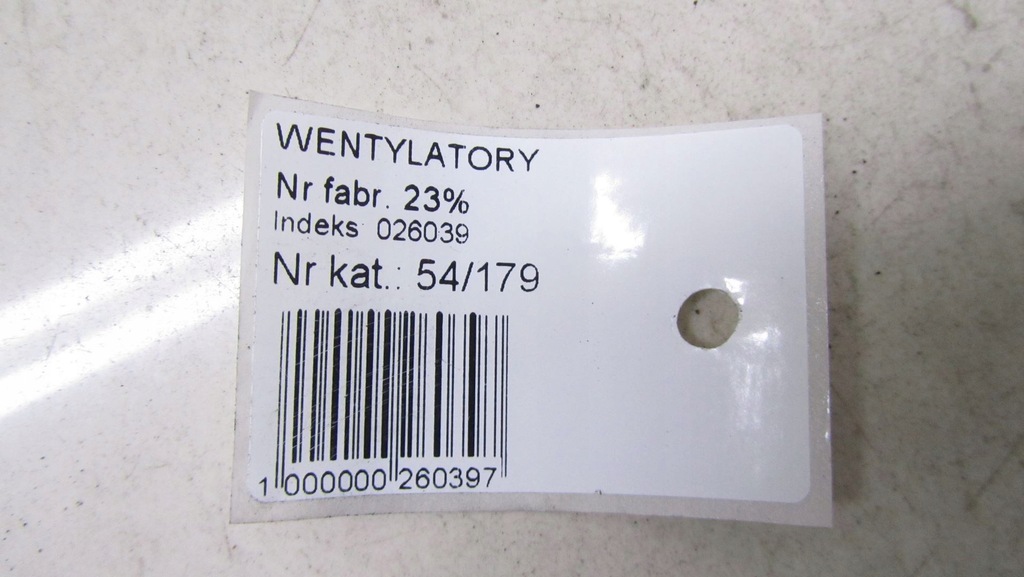 WENTYLATORY
Nr fabr. 23%
Indeks 026039
Nr kat.: 54/179
1 000000 260397